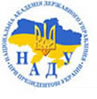 НАЦІОНАЛЬНА АКАДЕМІЯ ДЕРЖАВНОГО УПРАВЛІННЯ
НАДУ
ПРИ ПРЕЗИДЕНТОВІ УКРАЇНИ